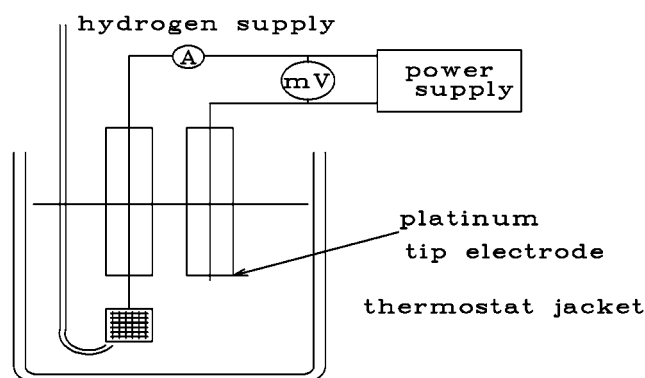 hydrogen supply
A
mV
power
supply
platinum
tip electrode
thermostat jacket